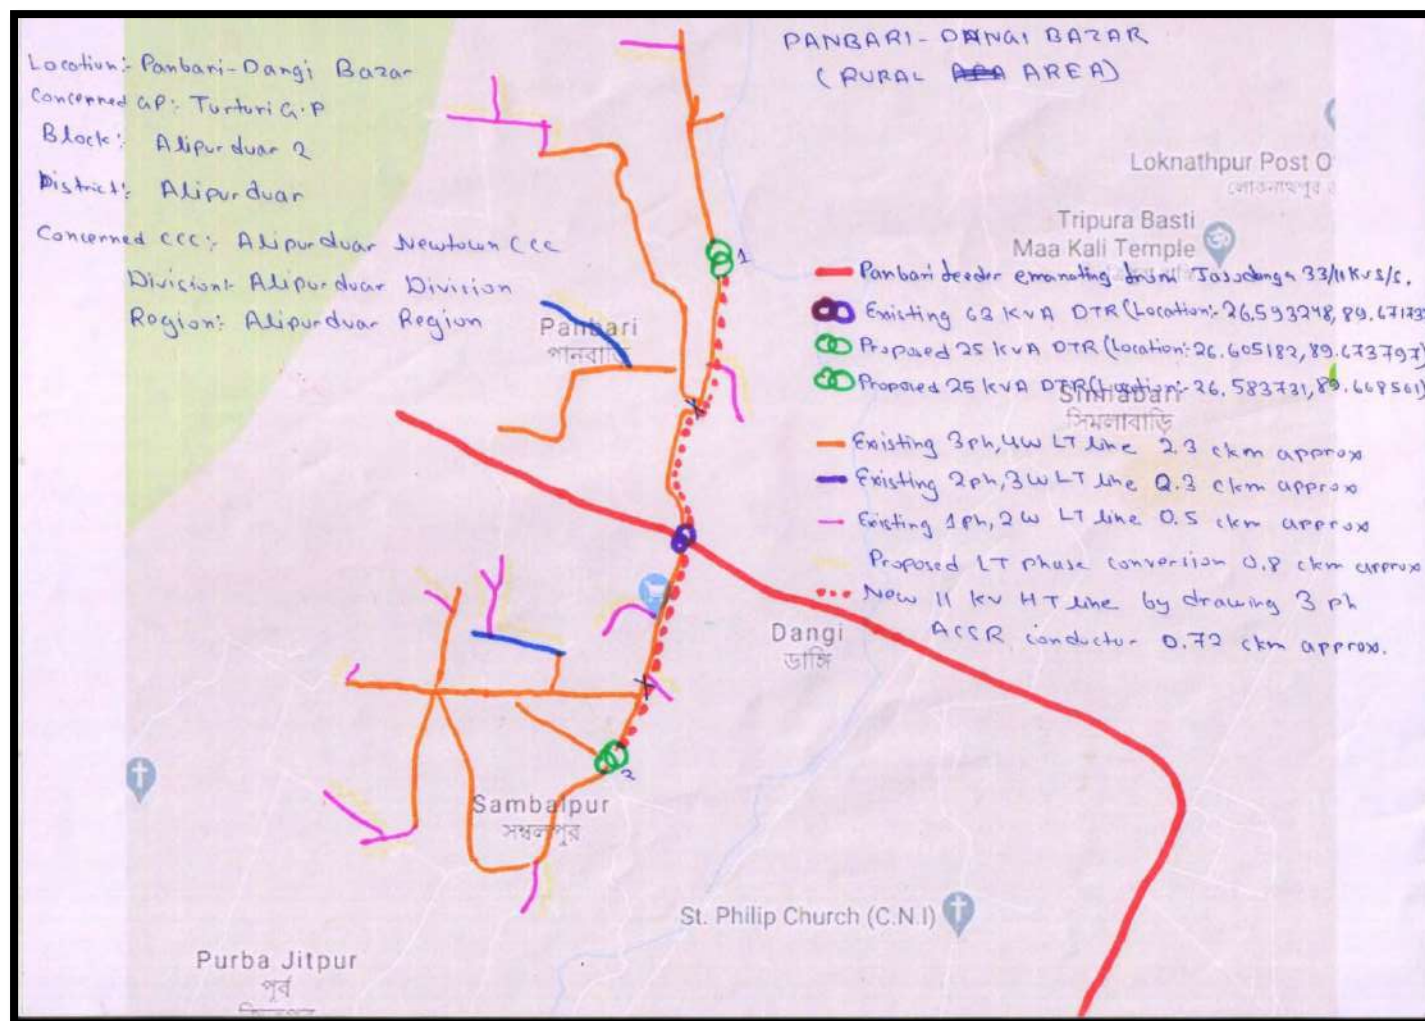 PANBARI-DANGI BAZAR
(RURAL AREA)
Location:- Panbari-Dangi Bazar
Concerned GP: Turturi G.P
Block: Alipurduar 2
District: Alipurduar
Concerned CCC: Alipurduar Newtown CCC
Division:- Alipurduar Division
Region: Alipurduar Region
Loknathpur Post O
Tripura Basti
Maa Kali Temple
Panbari feeder emanating from Jasodanga 33/11 KV S/S.
Existing 63 KVA DTR (Location:- 26.593248, 89.67173
Proposed 25 KVA DTR (Location:- 26.605182, 89.673797)
Proposed 25 KVA DTR (Location:- 26.583731, 89.668561)
Simlabari
সিমলাবাড়ি
Existing 3ph, 4w LT line 2.3 ckm approx
Existing 2ph, 3w LT line 0.3 ckm approx
Existing 1ph, 2w LT line 0.5 ckm approx
Proposed LT phase conversion 0.8 ckm approx
New 11 kv HT line by drawing 3 ph
ACSR conductor 0.72 ckm approx.
1
Panbari
পানবাড়ি
Dangi
ডাঙ্গি
2
Sambalpur
সম্বলপুর
St. Philip Church (C.N.I)
Purba Jitpur
পূর্ব